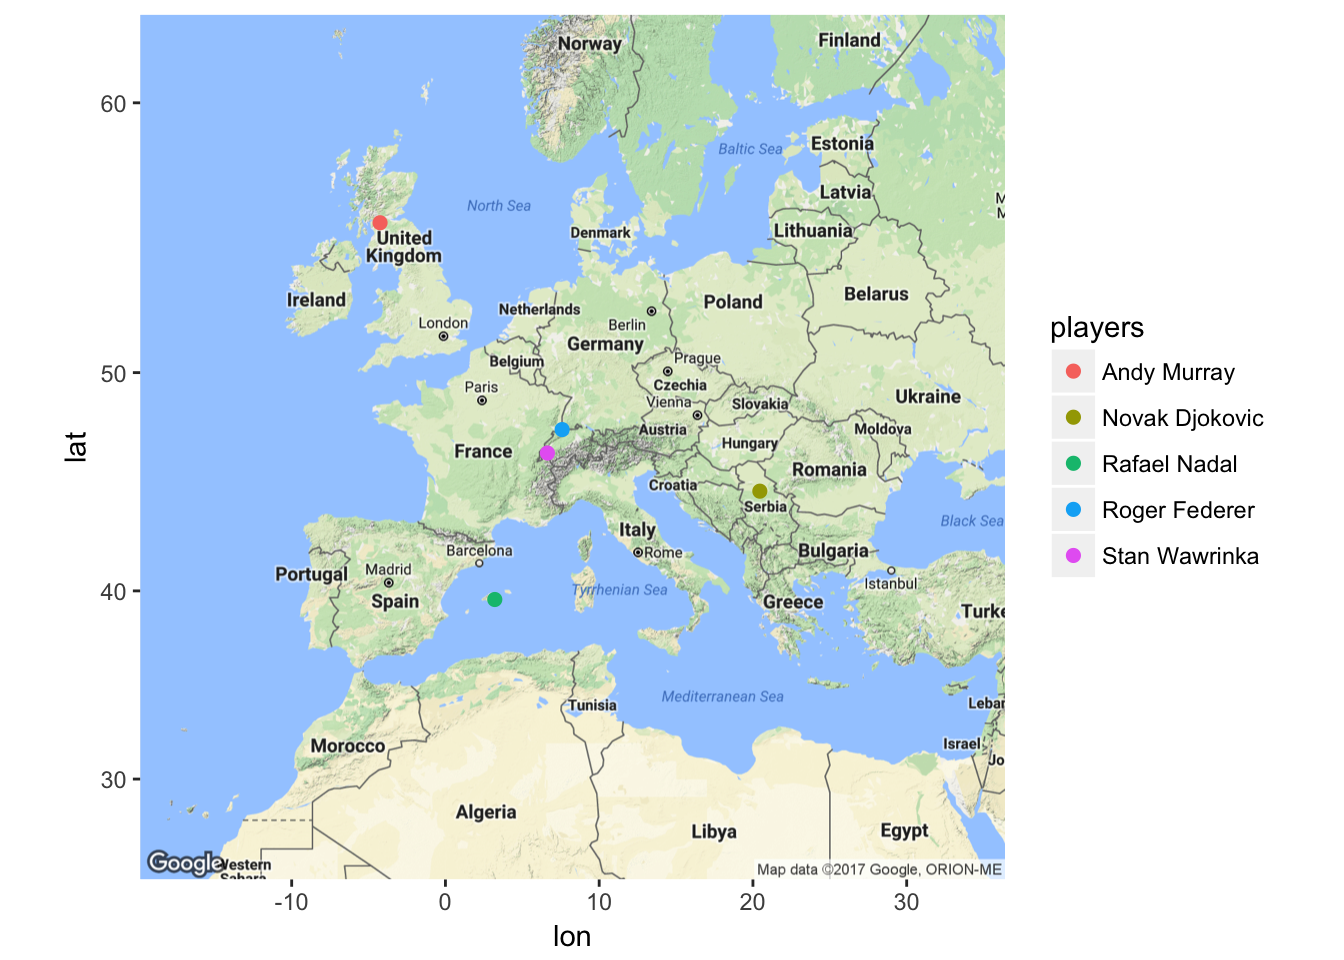 Norway
Finland
60
Estonia
Baltic Sea
Latvia
M
M
North Sea
Denmark
Lithuania
United
Kingdom
Ireland
Netherlands
Poland
Belarus
London
Berlin
Germany
Belgium
Prague
50
Czechia
Paris
Vienna
Slovakia
Ukraine
Austria
Moldova
France
Hungary
Romania
Croatia
Serbia
Black Sea
Italy
Barcelona
Rome
Bulgaria
Portugal
Madrid
Istanbul
40
Spain
Tyrrhenian Sea
Greece
Turke
Mediterranean Sea
Tunisia
Lebar
Morocco
Israel
Jo
30
Algeria
Libya
Egypt
Google
Western
Sahara
Map data ©2017 Google, ORION-ME
-10
0
10
20
30
lon
lat
players
Andy Murray
Novak Djokovic
Rafael Nadal
Roger Federer
Stan Wawrinka